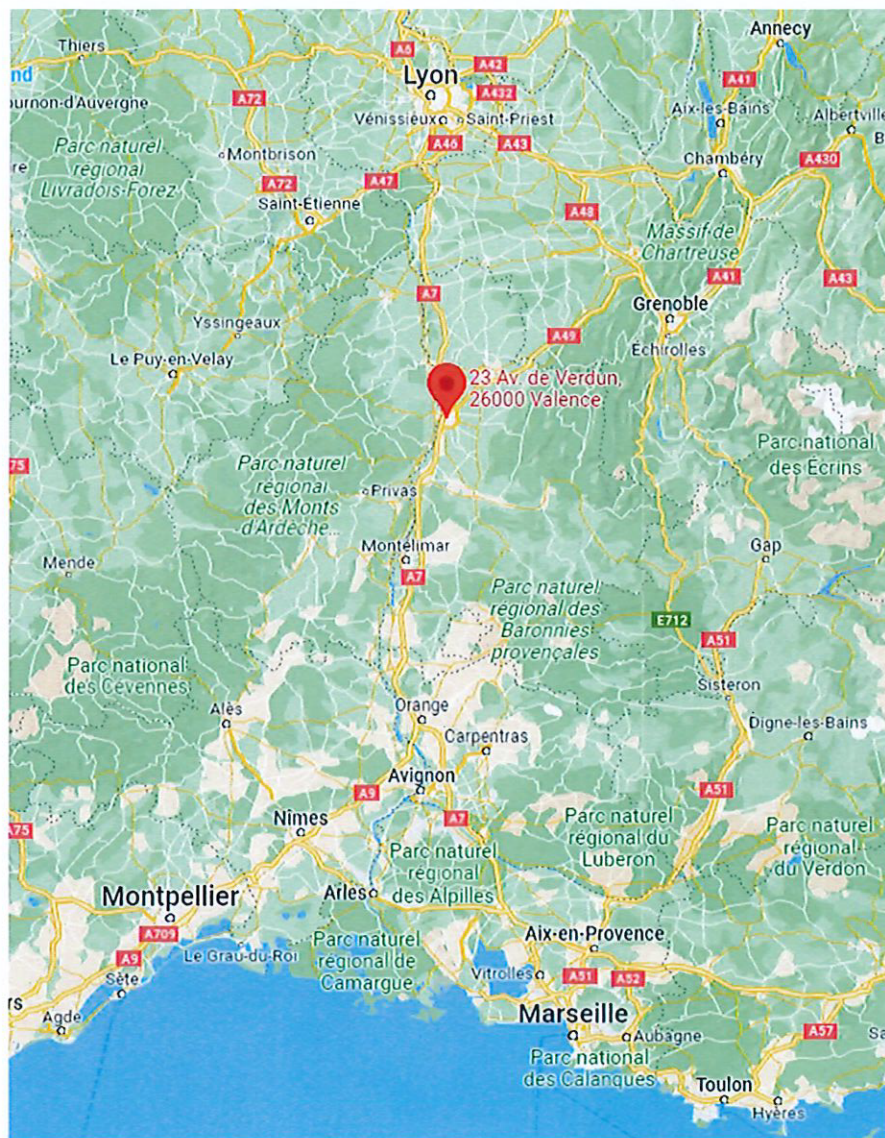 Thiers
nd
ournon-d'Auvergne
A6
A42
Lyon
A432
Vénissieux
Saint-Priest
A72
A46
A43
Annecy
A41
Aix-les-Bains
Albertville
B
Chambéry
A430
Parc naturel
régional
Livradois-Forez
re
Montbrison
A72
A47
Saint-Étienne
A48
Massif de
Chartreuse
A41
A43
A7
Grenoble
Échirolles
A49
Yssingeaux
Le Puy-en-Velay
23 Av. de Verdun,
26000 Valence
Parc national
des Écrins
A75
Parc naturel
régional
des Monts
d'Ardèche...
Privas
Montélimar
A7
Mende
Gap
Parc naturel
régional des
Baronnies
provençales
E712
A51
Sisteron
Parc national
des Cévennes
Alès
Orange
Carpentras
Digne-les-Bains
Avignon
A9
A51
A7
Nîmes
A75
Parc naturel
régional du
Luberon
Parc naturel
régional
du Verdon
Parc naturel
régional
des Alpilles
Arles
Montpellier
A709
A9
Le Grau-du-Roi
Parc naturel
régional de
Camargue
Aix-en-Provence
Vitrolles
A51
A52
Sète
rs
Agde
Marseille
Aubagne
A57
Sa
Parc national
des Calanques
Toulon
Hyères